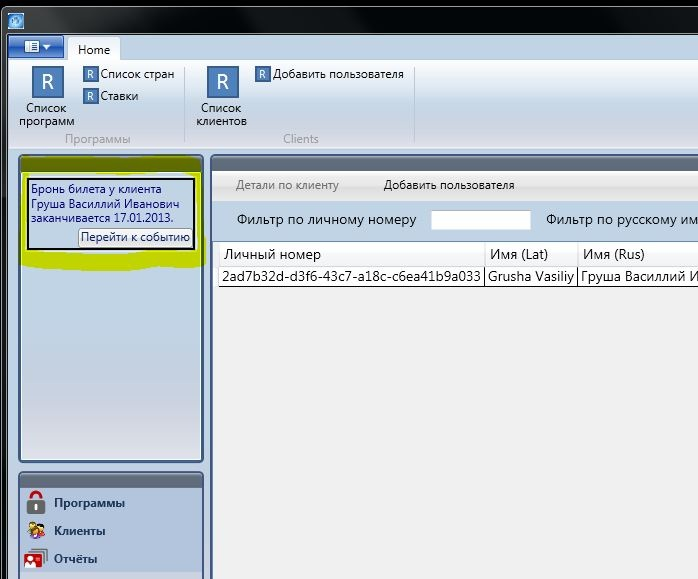 Home
R
R Список стран
R Ставки
Список
программ
Программы
R
R Добавить пользователя
Список
клиентов
Clients
Бронь билета у клиента
Груша Василлий Иванович
заканчивается 17.01.2013.
Перейти к событию
Детали по клиенту Добавить пользователя
Фильтр по личному номеру Фильтр по русскому им
Личный номер Имя (Lat) Имя (Rus)
2ad7b32d-d3f6-43c7-a18c-c6ea41b9a033 Grusha Vasiliy Груша Василлий И
Программы
Клиенты
Отчёты